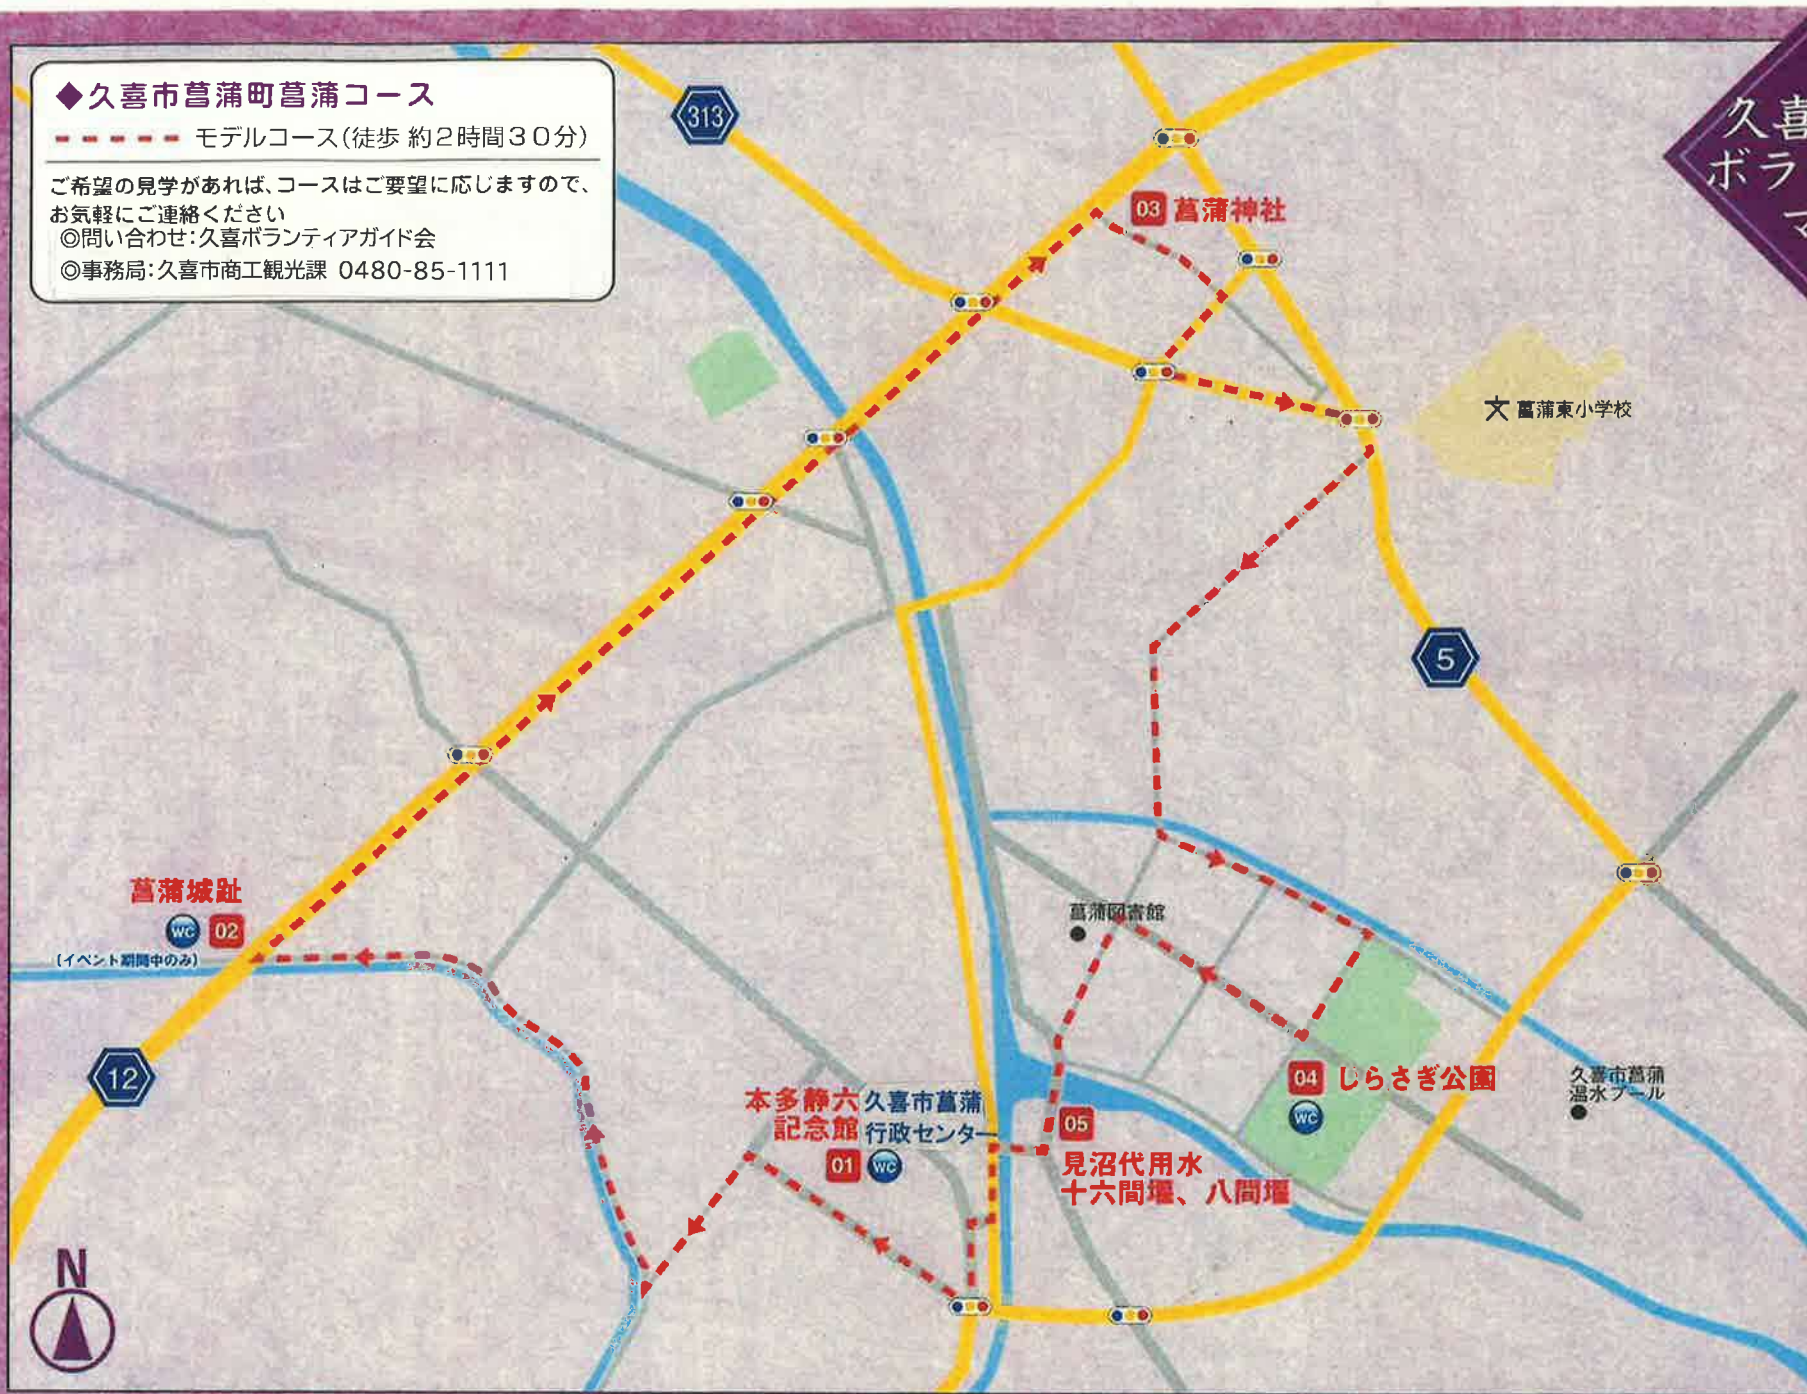 ◆久喜市菖蒲町菖蒲コース
モデルコース(徒歩 約2時間30分)
ご希望の見学があれば、コースはご要望に応じますので、
お気軽にご連絡ください
◎問い合わせ:久喜ボランティアガイド会
◎事務局:久喜市商工観光課 0480-85-1111
313
久喜
ボラ
マ
03 菖蒲神社
文 菖蒲東小学校
5
菖蒲城趾
WC 02
(イベント期間中のみ)
菖蒲図書館
12
本多静六
記念館
01
久喜市菖蒲
行政センター
WC
05
見沼代用水
十六間堰、八間堰
04 しらさぎ公園
WC
久喜市菖蒲
温水プール
N